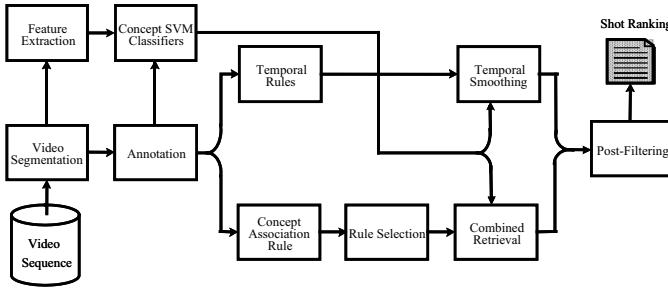 Shot Ranking
Feature
Extraction
Concept SVM
Classifiers
Temporal
Rules
Temporal
Smoothing
Video
Segmentation
Annotation
Post-Filtering
Concept
Association
Rule
Rule Selection
Combined
Retrieval
Video
Sequence